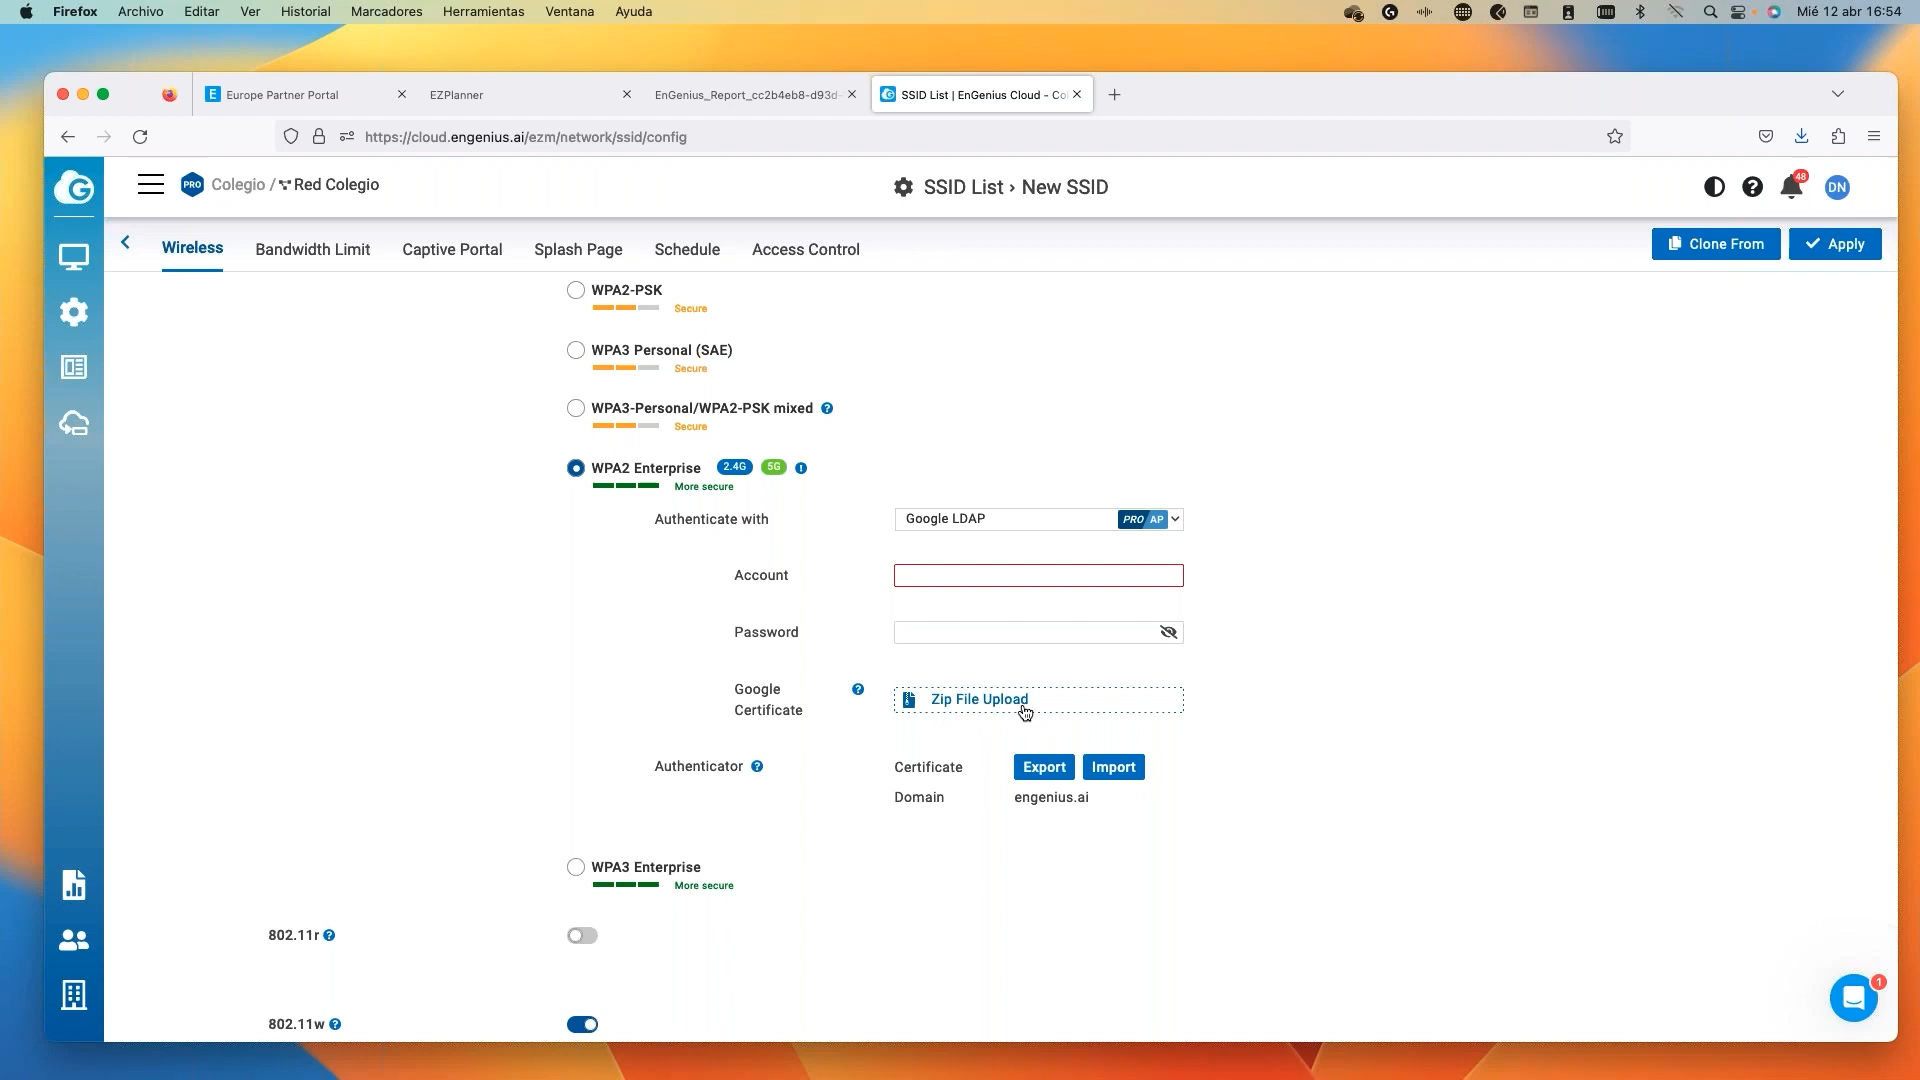 Firefox Archivo Editar Ver Historial Marcadores Herramientas Ventana Ayuda Mié 12 abr 16:54
Europe Partner Portal EZPlanner EnGenius_Report_cc2b4eb8-d93d- SSID List | EnGenius Cloud - Co
https://cloud.engenius.ai/ezm/network/ssid/config
PRO Colegio / Red Colegio SSID List › New SSID 48 DN
Wireless Bandwidth Limit Captive Portal Splash Page Schedule Access Control Clone From Apply
WPA2-PSK
Secure
WPA3 Personal (SAE)
Secure
WPA3-Personal/WPA2-PSK mixed
Secure
WPA2 Enterprise 2.4G 5G
More secure
Authenticate with Google LDAP PRO AP
Account
Password
Google
Certificate
Zip File Upload
Authenticator Certificate Export Import
Domain engenius.ai
WPA3 Enterprise
More secure
802.11r
1
802.11w